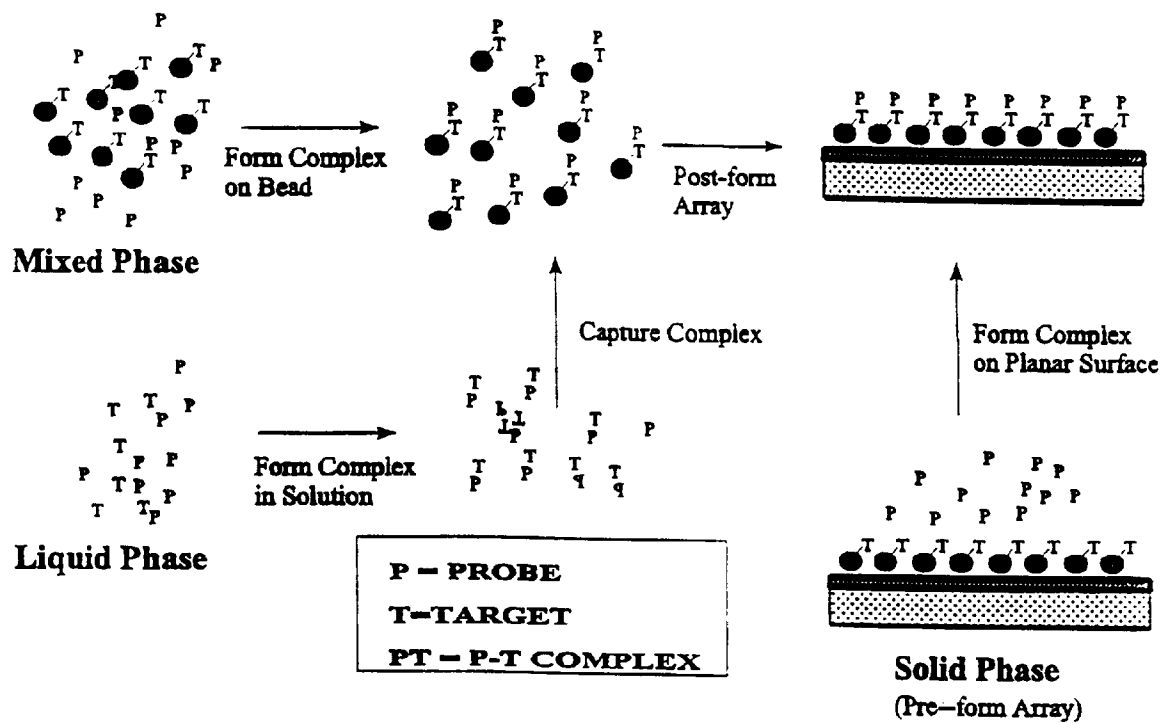 Form Complex
on Bead
Post-form
Array
Mixed Phase
Capture Complex
Form Complex
on Planar Surface
Form Complex
in Solution
Liquid Phase
P = PROBE
T=TARGET
PT = P-T COMPLEX
Solid Phase
(Pre-form Array)